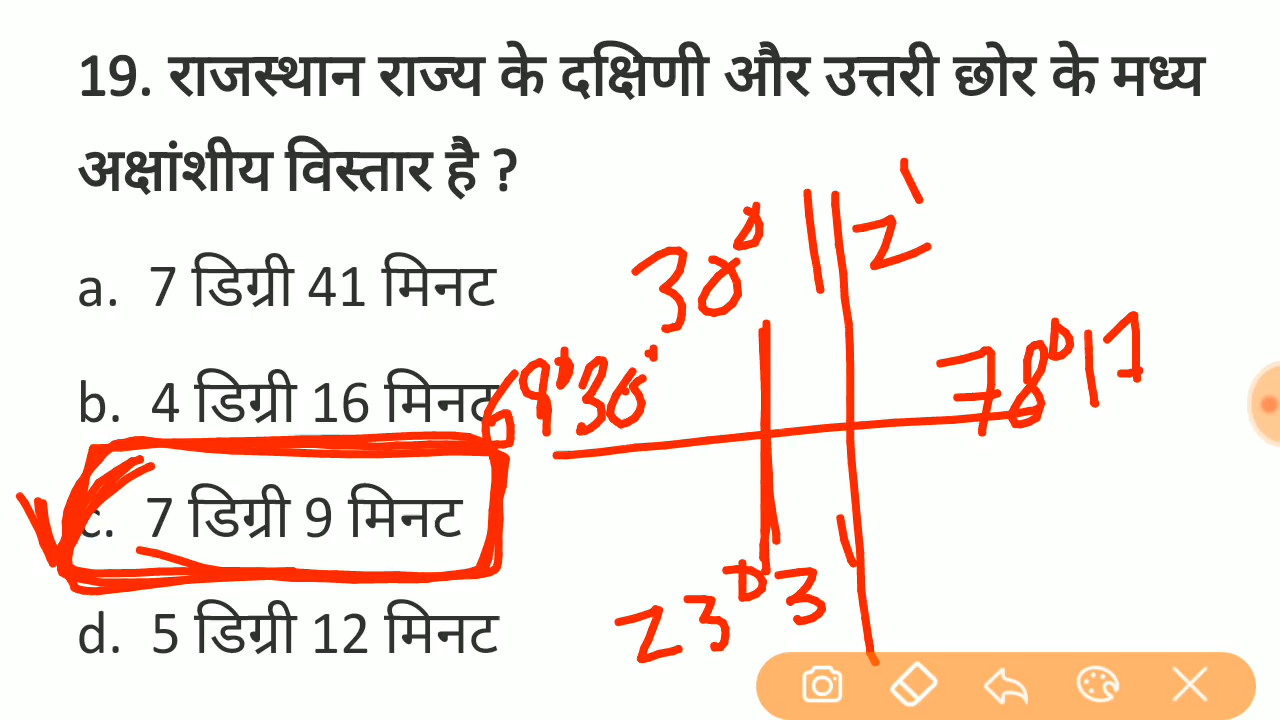 19. राजस्थान राज्य के दक्षिणी और उत्तरी छोर के मध्य
अक्षांशीय विस्तार है ?
a. 7 डिग्री 41 मिनट
b. 4 डिग्री 16 मिनट
c. 7 डिग्री 9 मिनट
d. 5 डिग्री 12 मिनट
30° 12'
69°30'
78°17
23°3